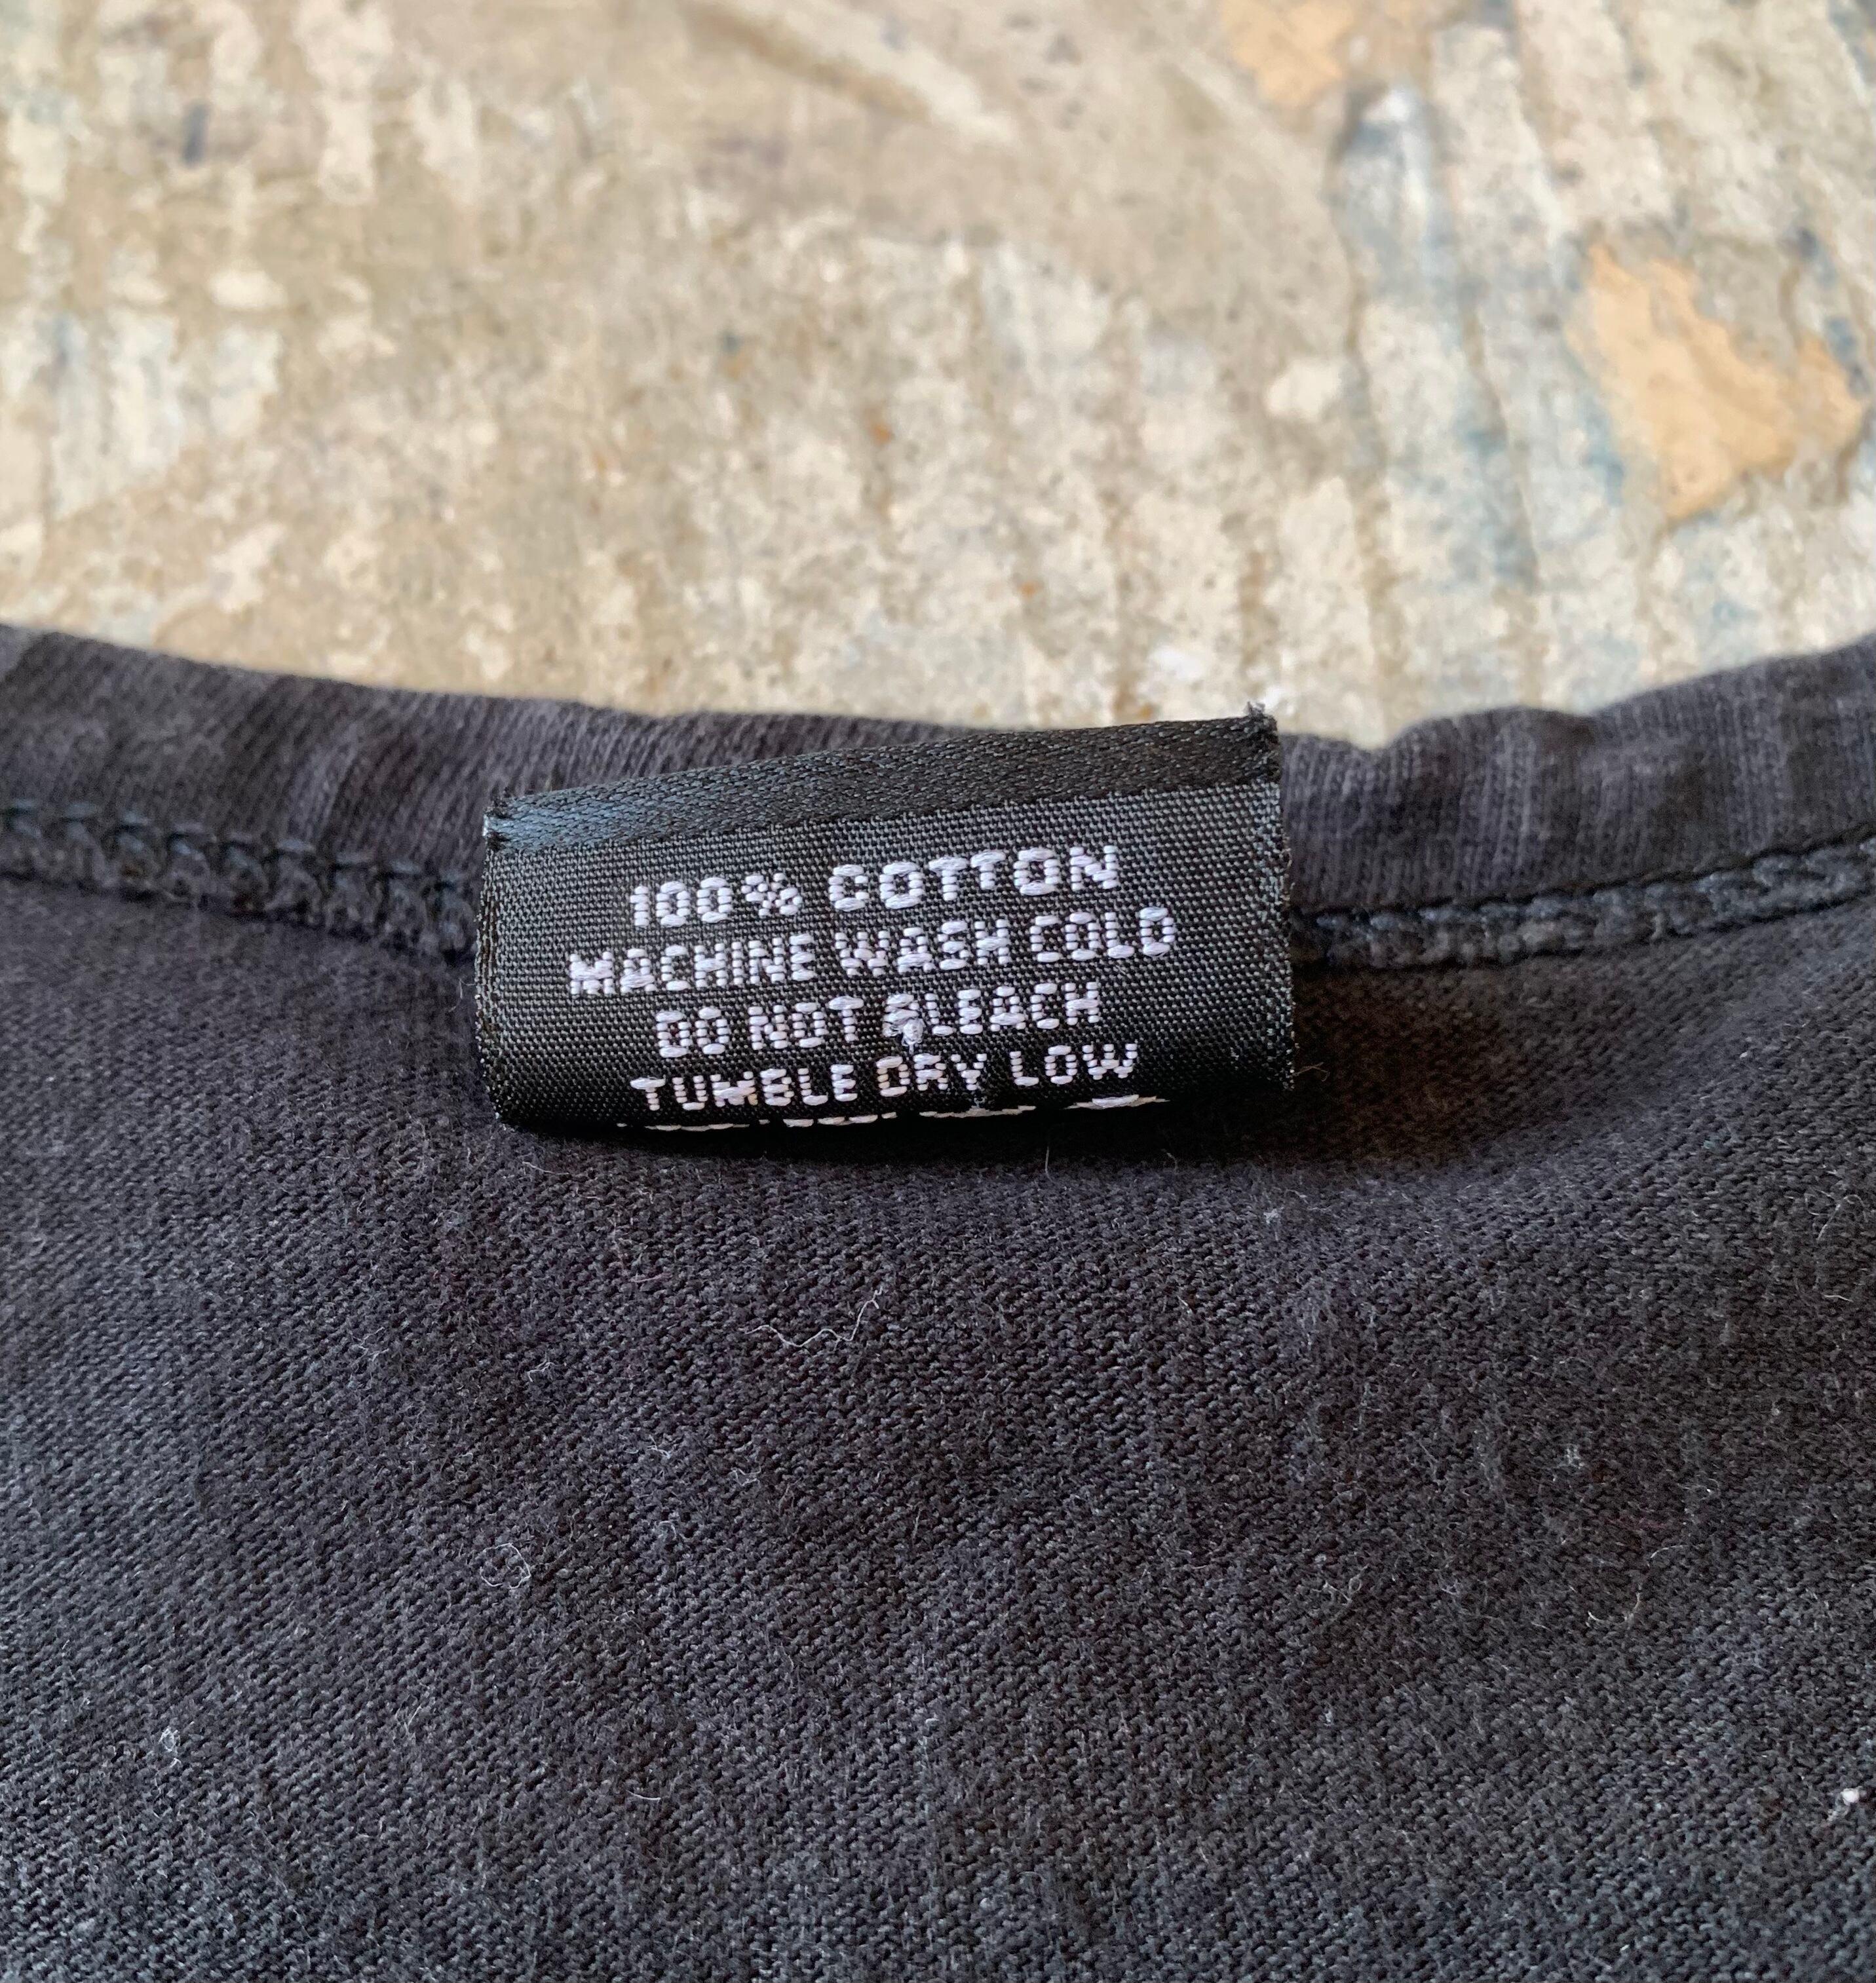 100% COTTON
MACHINE WASH COLD
DO NOT BLEACH
TUMBLE DRY LOW